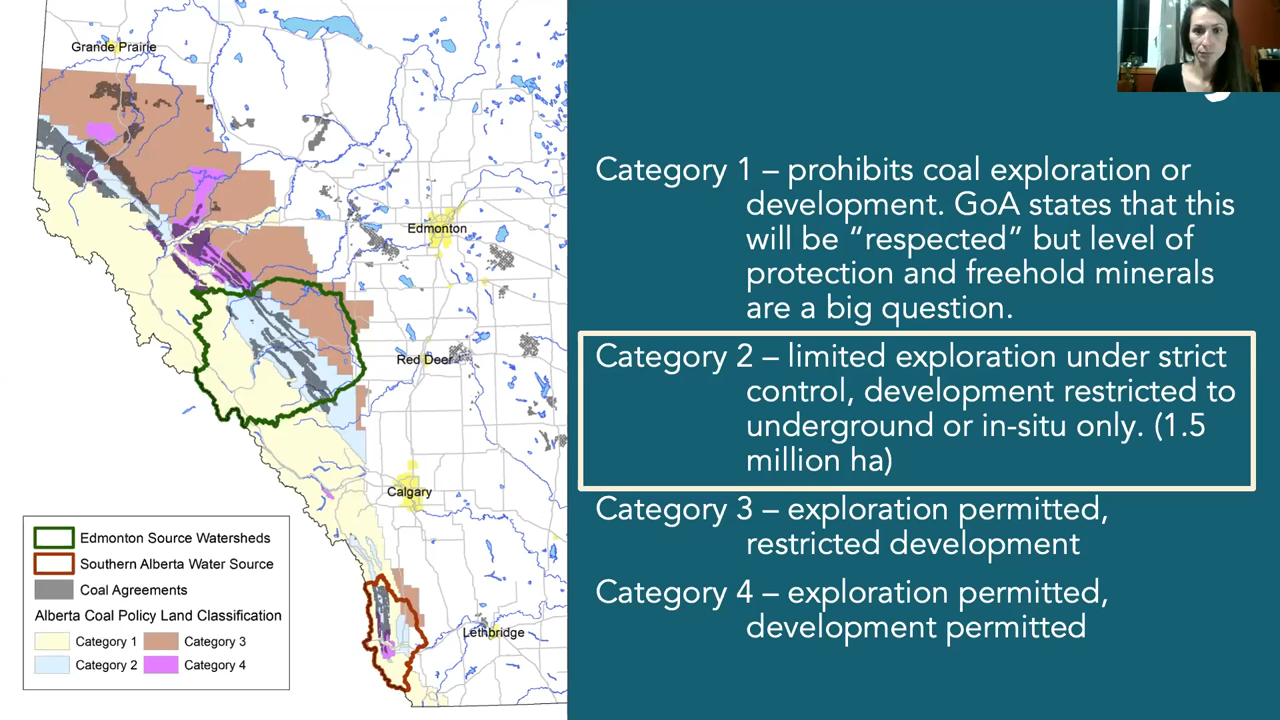 Grande Prairie
Edmonton
Red Deer
Calgary
Lethbridge
Edmonton Source Watersheds
Southern Alberta Water Source
Coal Agreements
Alberta Coal Policy Land Classification
Category 1
Category 3
Category 2
Category 4
Category 1 – prohibits coal exploration or
development. GoA states that this
will be “respected” but level of
protection and freehold minerals
are a big question.
Category 2 – limited exploration under strict
control, development restricted to
underground or in-situ only. (1.5
million ha)
Category 3 – exploration permitted,
restricted development
Category 4 – exploration permitted,
development permitted